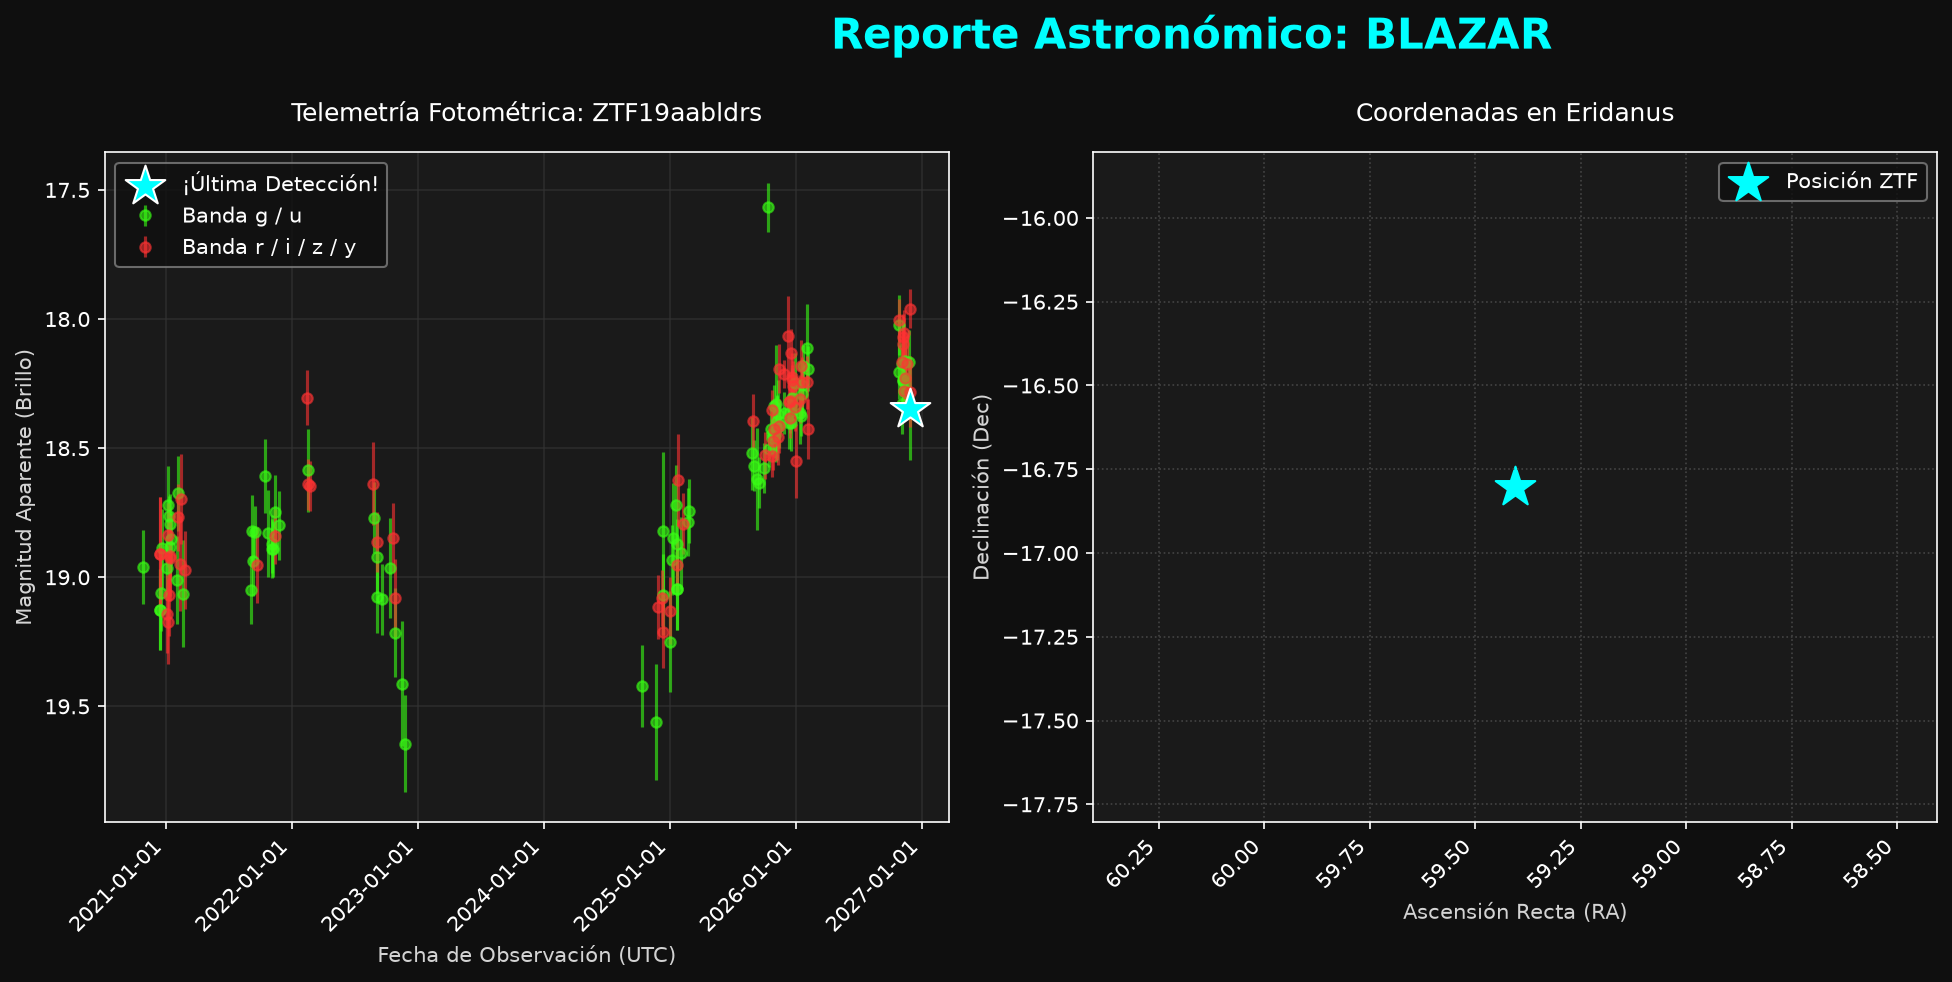 Reporte Astronómico: BLAZAR
Telemetría Fotométrica: ZTF19aabldrs
¡Última Detección!
Banda g / u
Banda r / i / z / y
Magnitud Aparente (Brillo)
17.5
18.0
18.5
19.0
19.5
2021-01-01
2022-01-01
2023-01-01
2024-01-01
2025-01-01
2026-01-01
2027-01-01
Fecha de Observación (UTC)
Coordenadas en Eridanus
Posición ZTF
Declinación (Dec)
−16.00
−16.25
−16.50
−16.75
−17.00
−17.25
−17.50
−17.75
60.25
60.00
59.75
59.50
59.25
59.00
58.75
58.50
Ascensión Recta (RA)